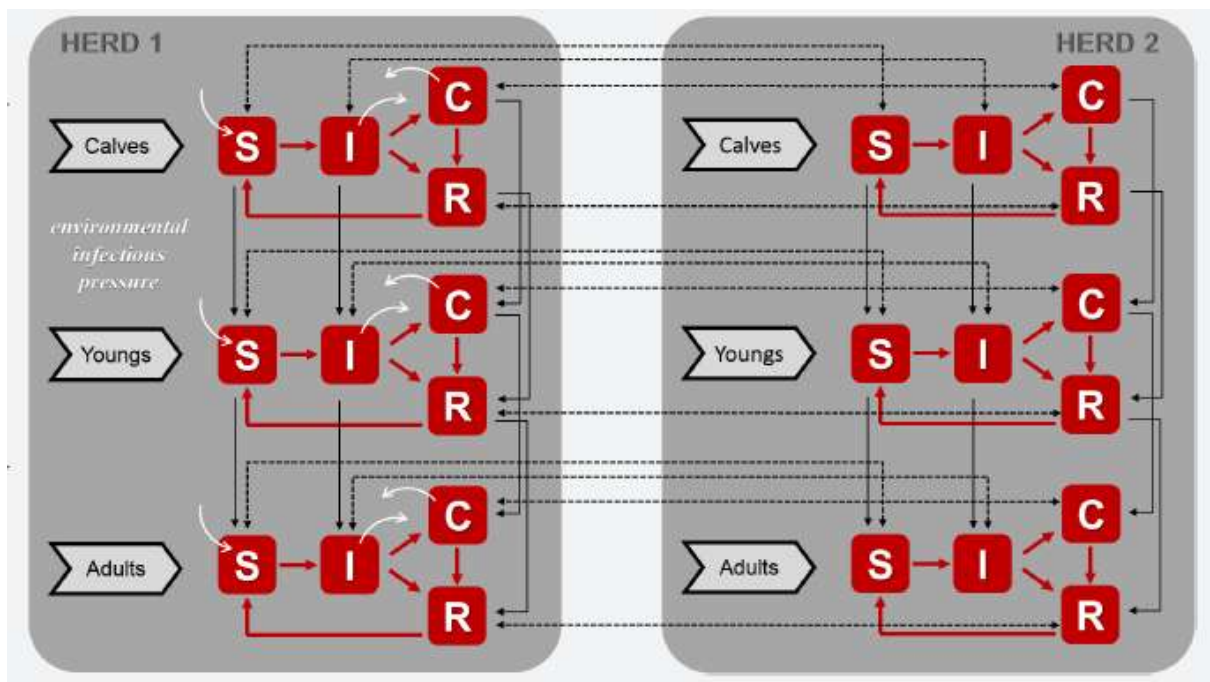 HERD 1
HERD 2
C
C
Calves
S
I
Calves
S
I
R
R
environmental
infectious
pressure
C
C
Youngs
S
I
Youngs
S
I
R
R
C
C
Adults
S
I
Adults
S
I
R
R